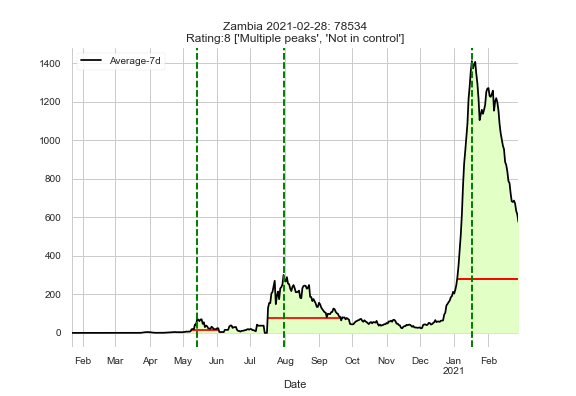 Zambia 2021-02-28: 78534
Rating:8 ['Multiple peaks', 'Not in control']
Average-7d
1400
1200
1000
800
600
400
200
0
Feb Mar Apr May Jun Jul Aug Sep Oct Nov Dec Jan Feb
2021
Date